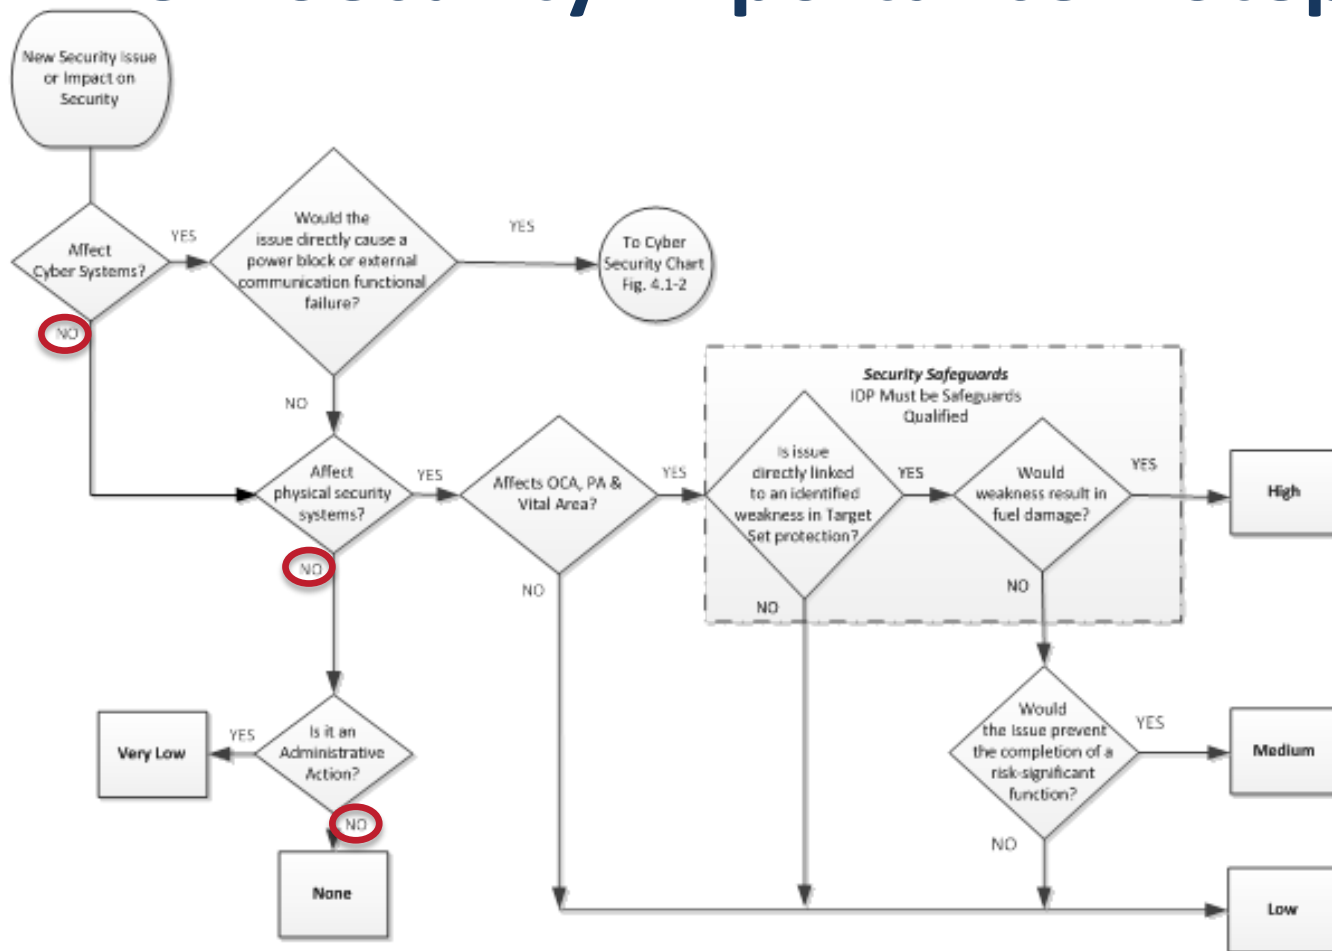 New Security Issue
or Impact on
Security
Affect
Cyber Systems?
YES
Would the
issue directly cause a
power block or external
communication functional
failure?
YES
To Cyber
Security Chart
Fig. 4.1-2
NO
NO
Affect
physical security
systems?
YES
Affects OCA, PA &
Vital Area?
YES
Security Safeguards
IDP Must be Safeguards
Qualified
Is issue
directly linked
to an identified
weakness in Target
Set protection?
YES
Would
weakness result in
fuel damage?
YES
High
NO
NO
NO
NO
Is it an
Administrative
Action?
YES
Very Low
NO
None
Would
the Issue prevent
the completion of a
risk-significant
function?
YES
Medium
NO
Low